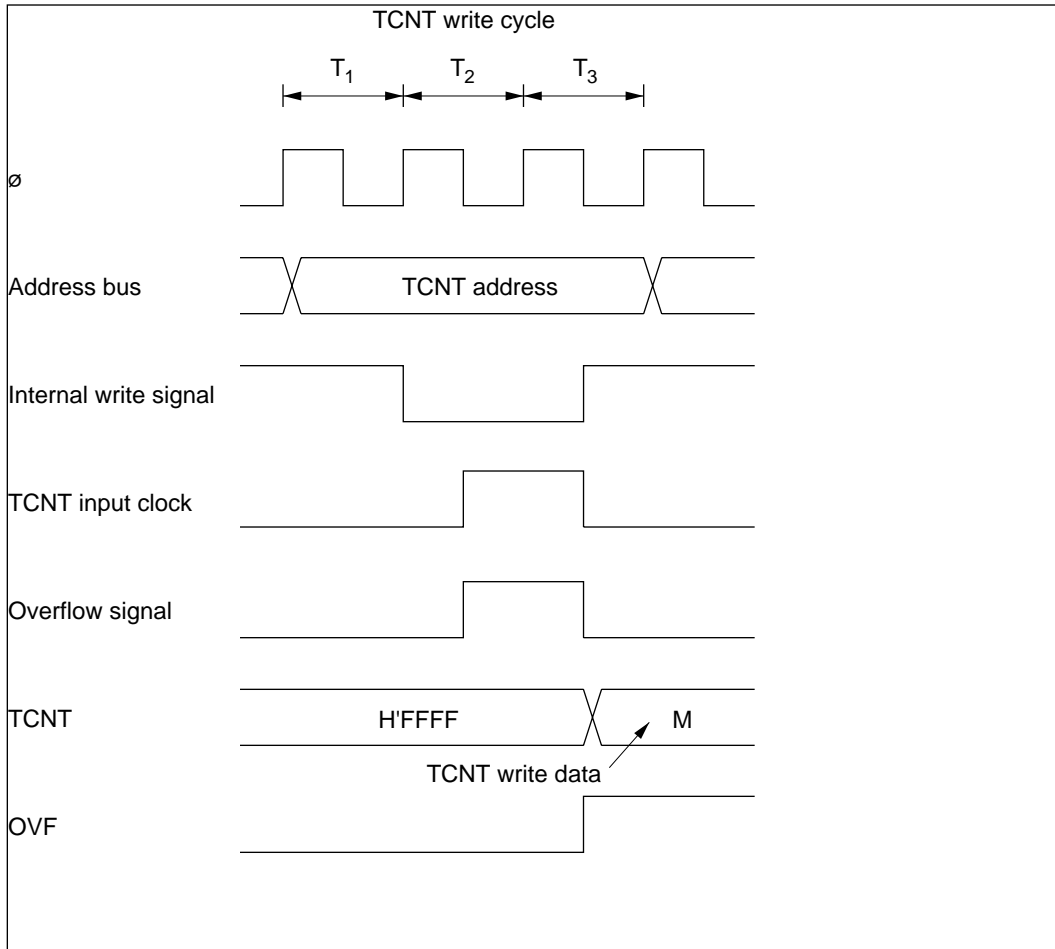 TCNT write cycle
T1 T2 T3
ø
Address bus TCNT address
Internal write signal
TCNT input clock
Overflow signal
TCNT H'FFFF M
TCNT write data
OVF